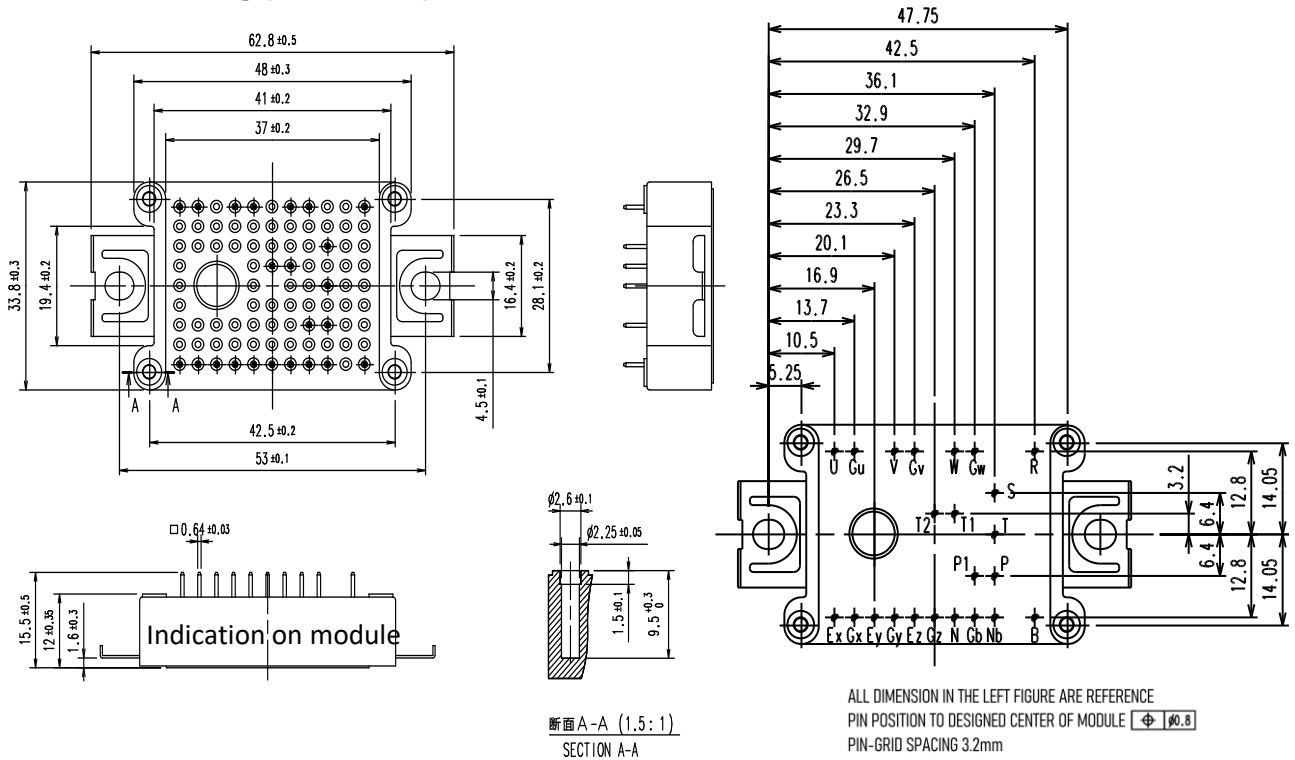 62.8 ±0.5
48 ±0.3
41 ±0.2
37 ±0.2
33.8 ±0.3
19.4 ±0.2
16.4 ±0.2
28.1 ±0.2
4.5 ±0.1
A A
42.5 ±0.2
53 ±0.1
□0.64 ±0.03
15.5 ±0.5
12 ±0.35
1.6 ±0.3
Indication on module
ø2.6 ±0.1
ø2.25 ±0.05
1.5 ±0.1
9.5 +0.3 0
断面A-A (1.5:1)
SECTION A-A
47.75
42.5
36.1
32.9
29.7
26.5
23.3
20.1
16.9
13.7
10.5
5.25
U Gu V Gv W Gw R
S
T2 T1 T
P1 P
Ex Gx Ey Gy Ez Gz N Gb Nb B
3.2
6.4
12.8
14.05
6.4
12.8
14.05
ALL DIMENSION IN THE LEFT FIGURE ARE REFERENCE
PIN POSITION TO DESIGNED CENTER OF MODULE ⌖ ø0.8
PIN-GRID SPACING 3.2mm